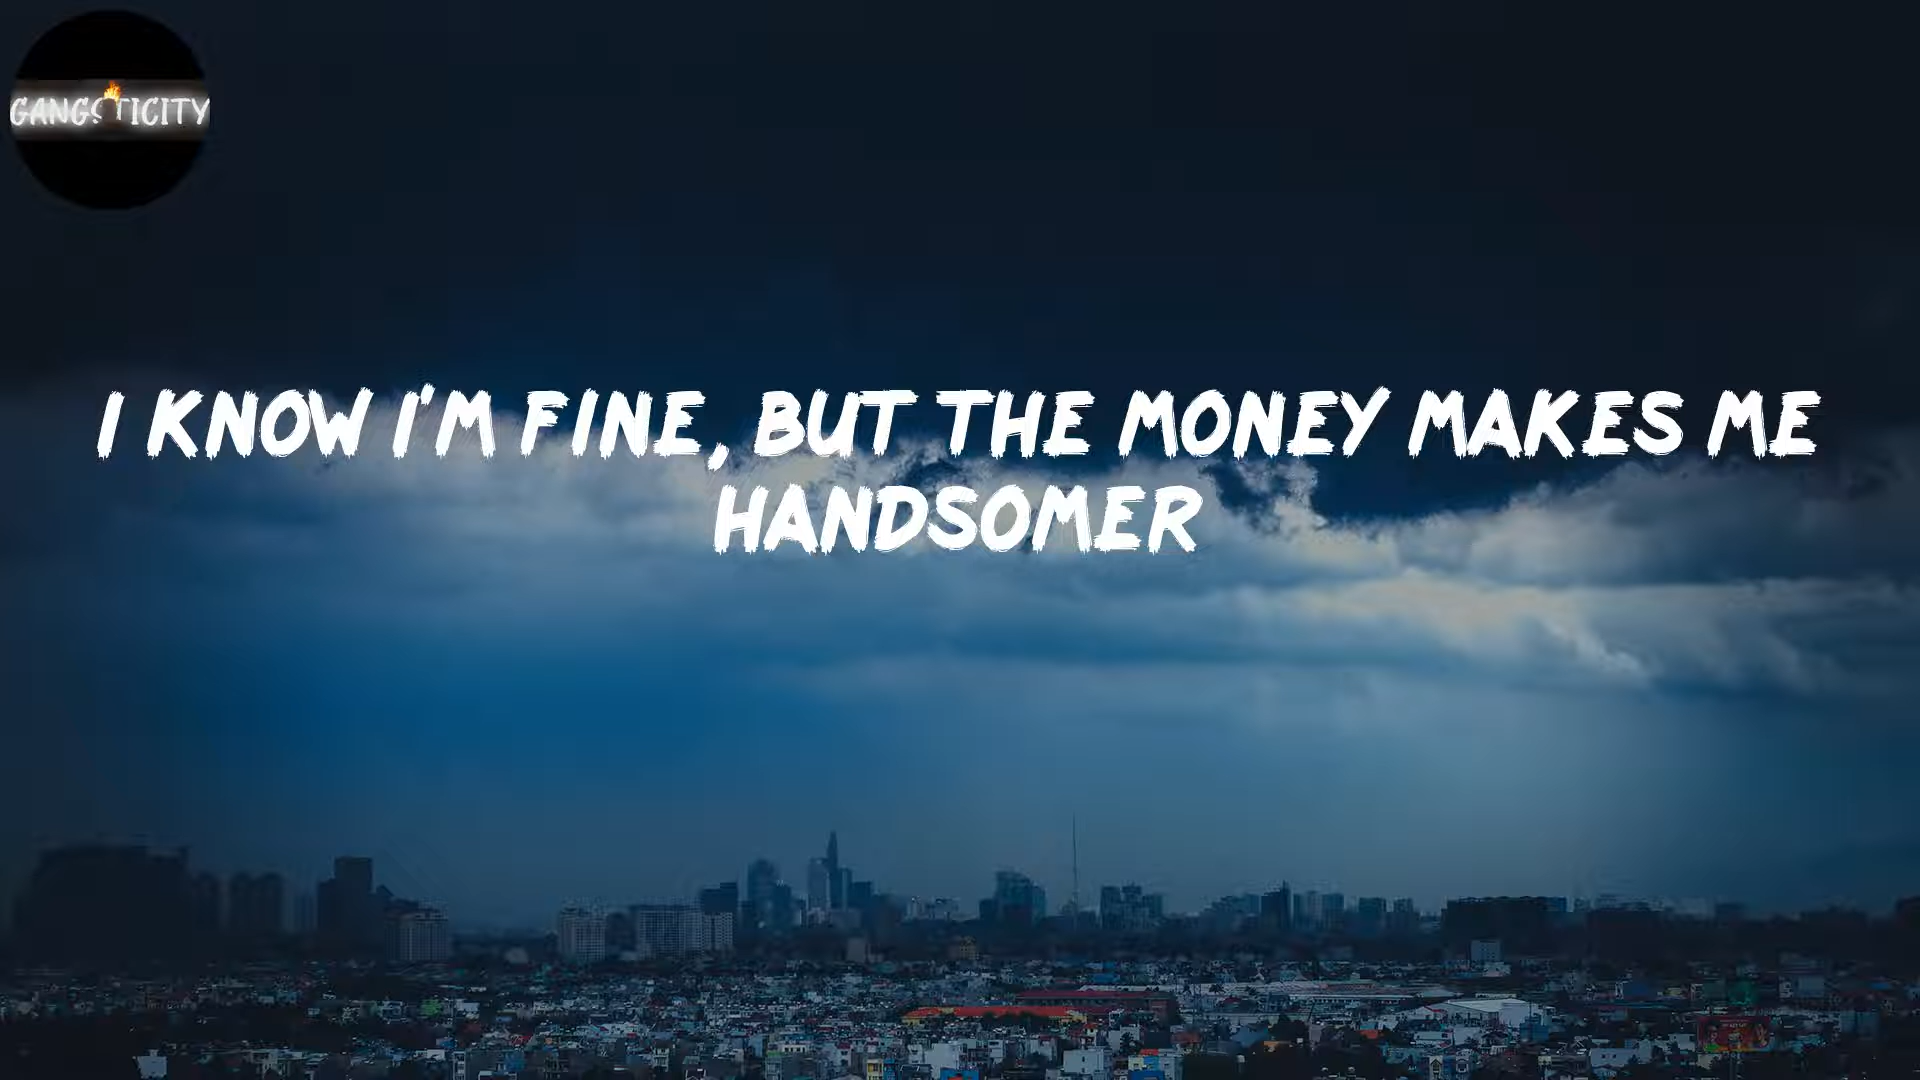 GANGSTICITY
I KNOW I'M FINE, BUT THE MONEY MAKES ME
HANDSOMER